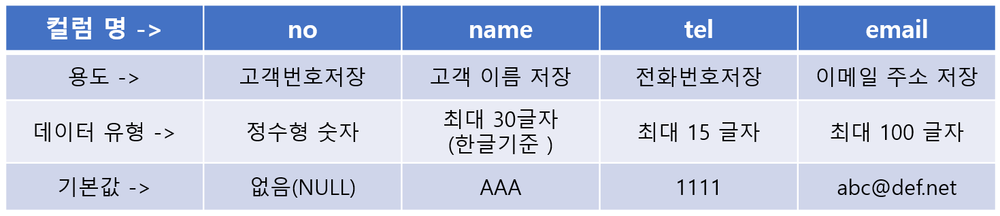 컬럼 명 -> no name tel email
용도 -> 고객번호저장 고객 이름 저장 전화번호저장 이메일 주소 저장
데이터 유형 -> 정수형 숫자 최대 30글자 최대 15 글자 최대 100 글자
(한글기준 )
기본값 -> 없음(NULL) AAA 1111 abc@def.net